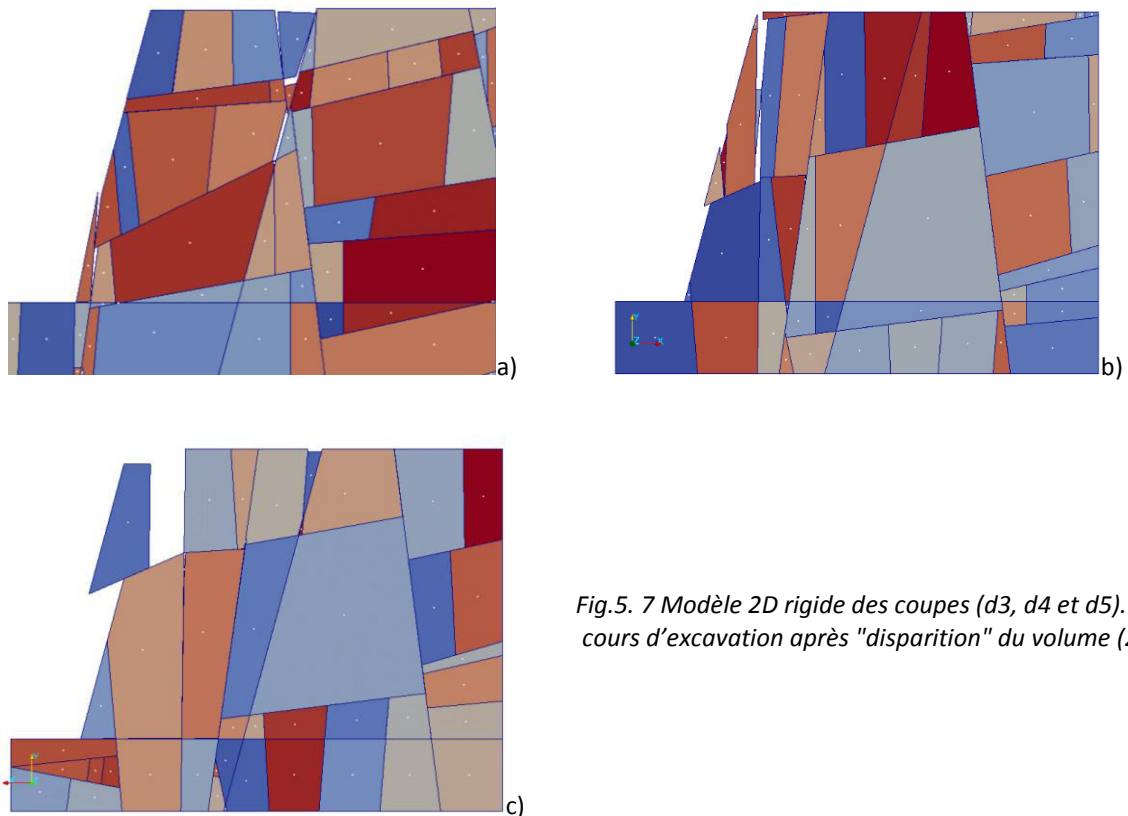 a)
b)
Y
Z
X
c)
Y
Fig.5. 7 Modèle 2D rigide des coupes (d3, d4 et d5).
cours d’excavation après "disparition" du volume (2